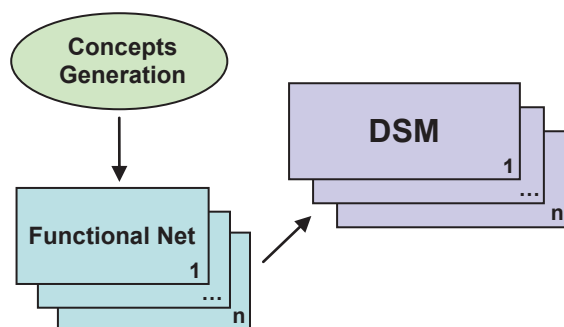 Concepts
Generation
DSM
1
...
n
Functional Net
1
...
n